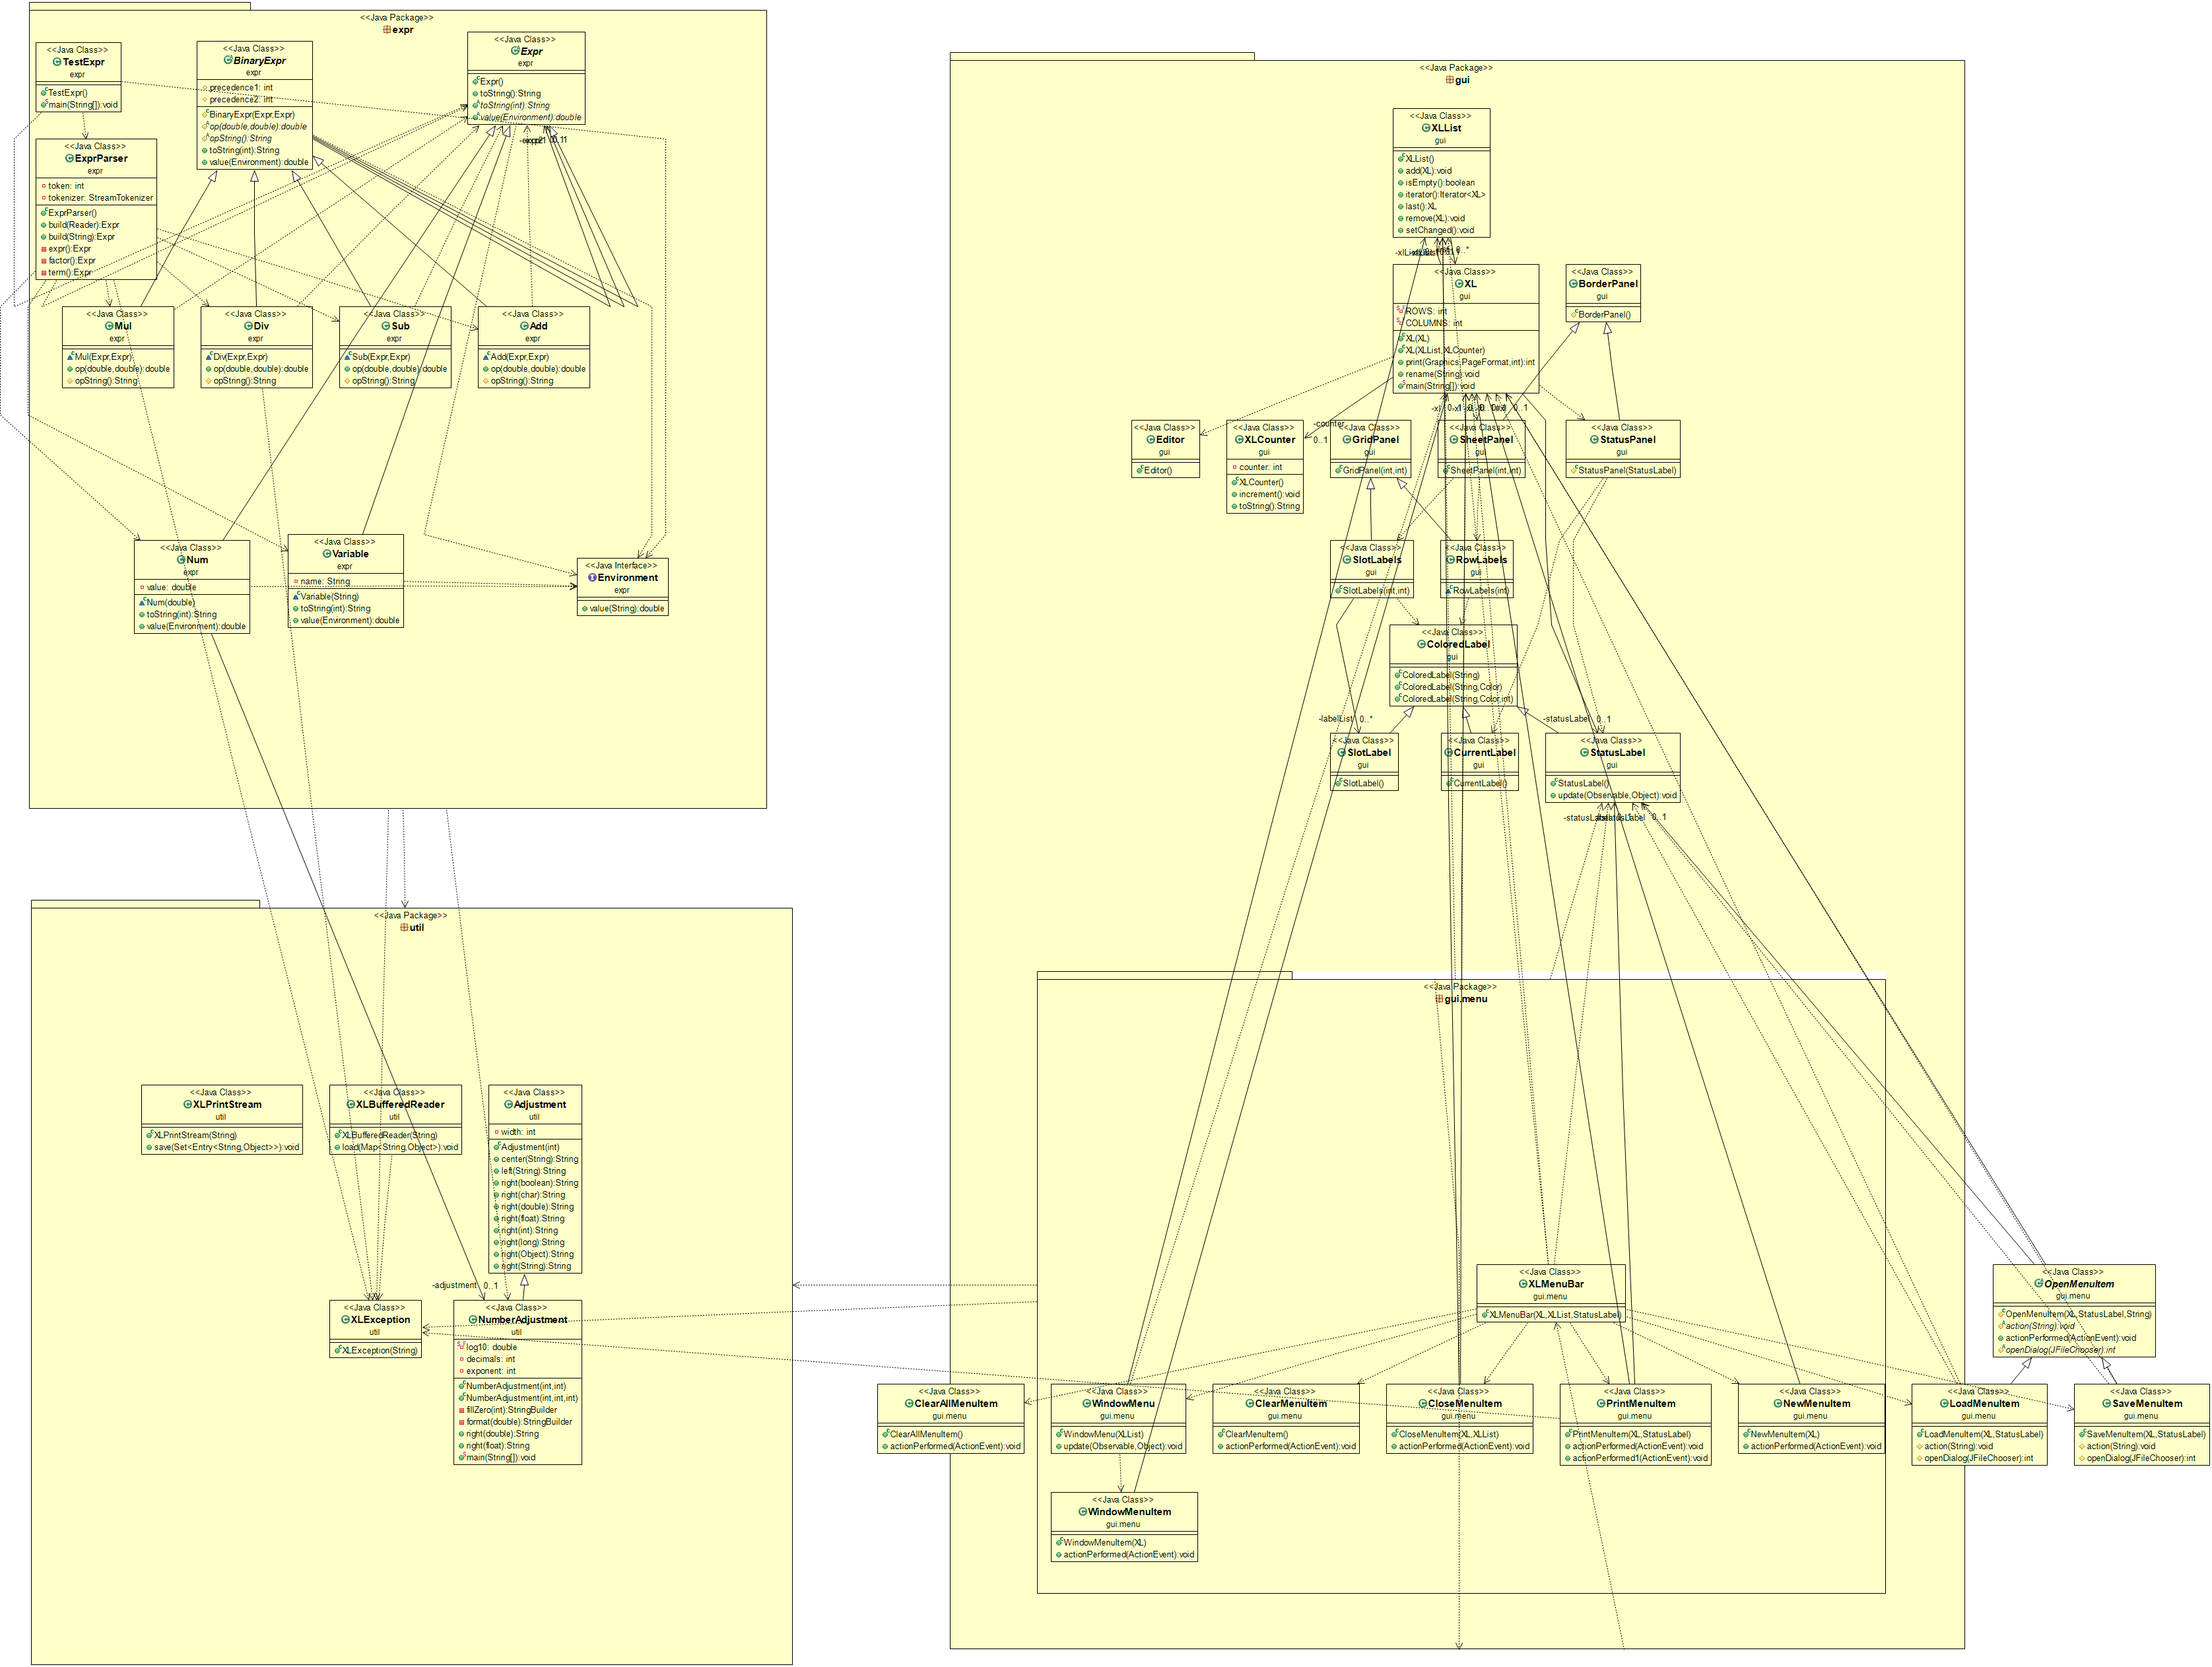 <<Java Package>>
expr
<<Java Class>>
TestExpr
expr
TestExpr()
main(String[]):void
<<Java Class>>
BinaryExpr
expr
precedence1: int
precedence2: int
BinaryExpr(Expr,Expr)
op(double,double):double
opString():String
toString(int):String
value(Environment):double
<<Java Class>>
Expr
expr
Expr()
toString():String
toString(int):String
value(Environment):double
<<Java Class>>
ExprParser
expr
token: int
tokenizer: StreamTokenizer
ExprParser()
build(Reader):Expr
build(String):Expr
expr():Expr
factor():Expr
term():Expr
<<Java Class>>
Mul
expr
Mul(Expr,Expr)
op(double,double):double
opString():String
<<Java Class>>
Div
expr
Div(Expr,Expr)
op(double,double):double
opString():String
<<Java Class>>
Sub
expr
Sub(Expr,Expr)
op(double,double):double
opString():String
<<Java Class>>
Add
expr
Add(Expr,Expr)
op(double,double):double
opString():String
<<Java Class>>
Num
expr
value: double
Num(double)
toString(int):String
value(Environment):double
<<Java Class>>
Variable
expr
name: String
Variable(String)
toString(int):String
value(Environment):double
<<Java Interface>>
Environment
expr
value(String):double
<<Java Package>>
util
<<Java Class>>
XLPrintStream
util
XLPrintStream(String)
save(Set<Entry<String,Object>>):void
<<Java Class>>
XLBufferedReader
util
XLBufferedReader(String)
load(Map<String,Object>):void
<<Java Class>>
Adjustment
util
width: int
Adjustment(int)
center(String):String
left(String):String
right(boolean):String
right(char):String
right(double):String
right(float):String
right(int):String
right(long):String
right(Object):String
right(String):String
-adjustment 0..1
<<Java Class>>
XLException
util
XLException(String)
<<Java Class>>
NumberAdjustment
util
log10: double
decimals: int
exponent: int
NumberAdjustment(int,int)
NumberAdjustment(int,int,int)
fillZero(int):StringBuilder
format(double):StringBuilder
right(double):String
right(float):String
main(String[]):void
<<Java Package>>
gui
<<Java Class>>
XLList
gui
XLList()
add(XL):void
isEmpty():boolean
iterator():Iterator<XL>
last():XL
remove(XL):void
setChanged():void
0..*
<<Java Class>>
XL
gui
ROWS: int
COLUMNS: int
XL(XL)
XL(XLList,XLCounter)
print(Graphics,PageFormat,int):int
rename(String):void
main(String[]):void
<<Java Class>>
BorderPanel
gui
BorderPanel()
0..1
-counter
0..1
<<Java Class>>
Editor
gui
Editor()
<<Java Class>>
XLCounter
gui
counter: int
XLCounter()
increment():void
toString():String
<<Java Class>>
GridPanel
gui
GridPanel(int,int)
<<Java Class>>
SheetPanel
gui
SheetPanel(int,int)
<<Java Class>>
StatusPanel
gui
StatusPanel(StatusLabel)
<<Java Class>>
SlotLabels
gui
SlotLabels(int,int)
<<Java Class>>
RowLabels
gui
RowLabels(int)
<<Java Class>>
ColoredLabel
gui
ColoredLabel(String)
ColoredLabel(String,Color)
ColoredLabel(String,Color,int)
-labelList 0..*
-statusLabel 0..1
<<Java Class>>
SlotLabel
gui
SlotLabel()
<<Java Class>>
CurrentLabel
gui
CurrentLabel()
<<Java Class>>
StatusLabel
gui
StatusLabel()
update(Observable,Object):void
0..1
<<Java Package>>
gui.menu
<<Java Class>>
XLMenuBar
gui.menu
XLMenuBar(XL,XLList,StatusLabel)
<<Java Class>>
OpenMenuItem
gui.menu
OpenMenuItem(XL,StatusLabel,String)
action(String):void
actionPerformed(ActionEvent):void
openDialog(JFileChooser):int
<<Java Class>>
ClearAllMenuItem
gui.menu
ClearAllMenuItem()
actionPerformed(ActionEvent):void
<<Java Class>>
WindowMenu
gui.menu
WindowMenu(XLList)
update(Observable,Object):void
<<Java Class>>
ClearMenuItem
gui.menu
ClearMenuItem()
actionPerformed(ActionEvent):void
<<Java Class>>
CloseMenuItem
gui.menu
CloseMenuItem(XL,XLList)
actionPerformed(ActionEvent):void
<<Java Class>>
PrintMenuItem
gui.menu
PrintMenuItem(XL,StatusLabel)
actionPerformed(ActionEvent):void
actionPerformed1(ActionEvent):void
<<Java Class>>
NewMenuItem
gui.menu
NewMenuItem(XL)
actionPerformed(ActionEvent):void
<<Java Class>>
LoadMenuItem
gui.menu
LoadMenuItem(XL,StatusLabel)
action(String):void
openDialog(JFileChooser):int
<<Java Class>>
SaveMenuItem
gui.menu
SaveMenuItem(XL,StatusLabel)
action(String):void
openDialog(JFileChooser):int
<<Java Class>>
WindowMenuItem
gui.menu
WindowMenuItem(XL)
actionPerformed(ActionEvent):void